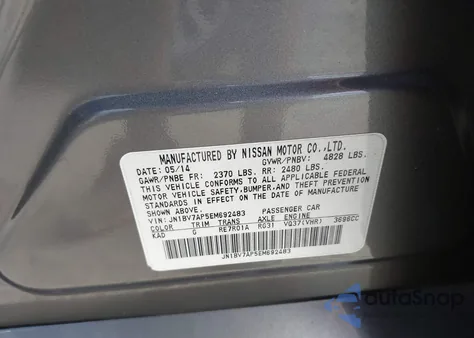 MANUFACTURED BY NISSAN MOTOR CO.,LTD.
DATE: 05/14 GVWR/PNBV: 4828 LBS.
GAWR/PNBE FR: 2370 LBS. RR: 2480 LBS.
THIS VEHICLE CONFORMS TO ALL APPLICABLE FEDERAL
MOTOR VEHICLE SAFETY,BUMPER,AND THEFT PREVENTION
STANDARDS IN EFFECT ON THE DATE OF MANUFACTURE
SHOWN ABOVE.
VIN: JN1BV7AP5EM692483 PASSENGER CAR
COLOR TRIM TRANS AXLE ENGINE
KAD G RE7R01A RG31 VQ37(VHR) 3696CC
JN1BV7AP5EM692483
AutoSnap